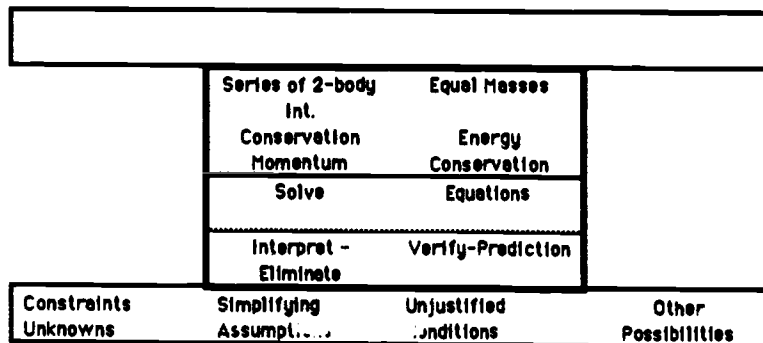 Series of 2-body Equal Masses
Int.
Conservation Energy
Momentum Conservation
Solve Equations
Interpret - Verify-Prediction
Eliminate
Constraints Simplifying Unjustified Other
Unknowns Possibilities